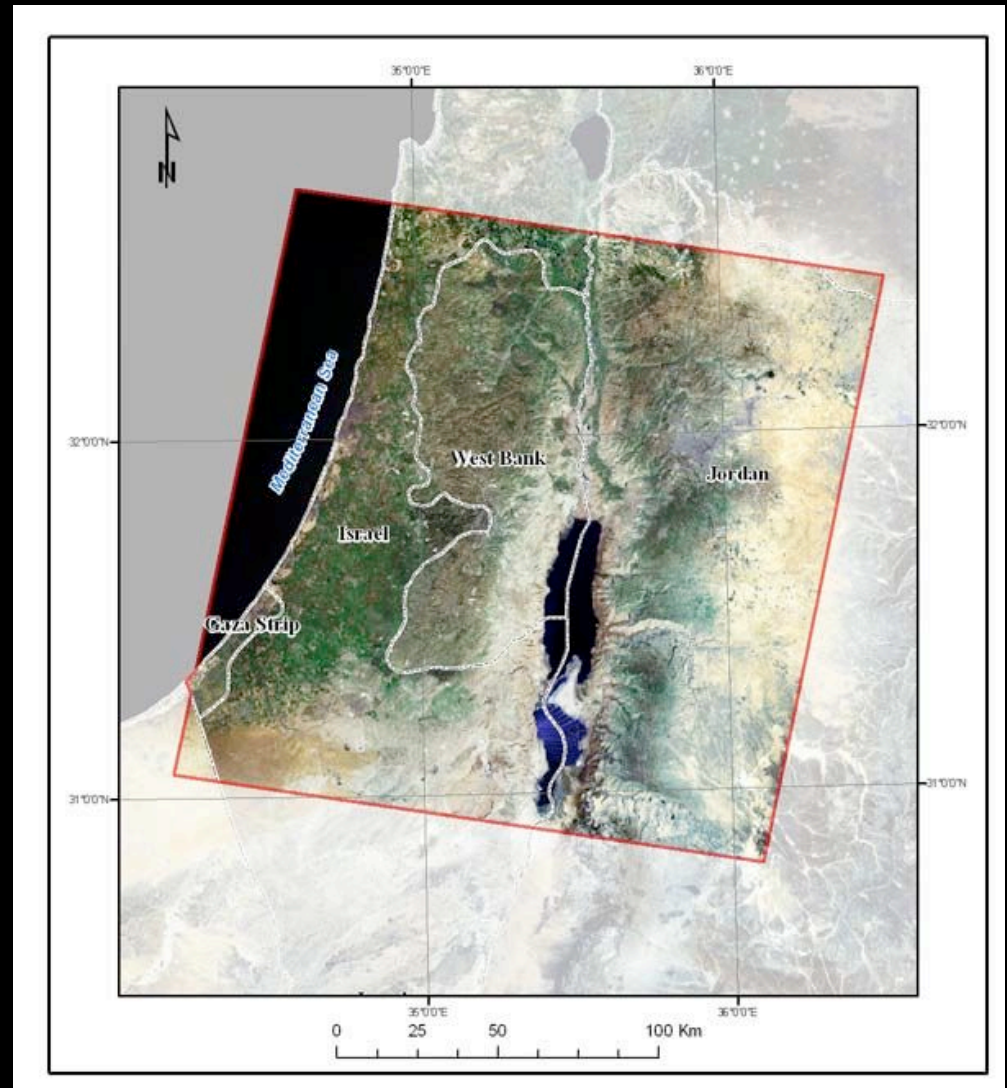 35°0'0"E 36°0'0"E
N
Mediterranean Sea
32°0'0"N 32°0'0"N
West Bank
Jordan
Israel
Gaza Strip
31°0'0"N 31°0'0"N
35°0'0"E 36°0'0"E
0 25 50 100 Km